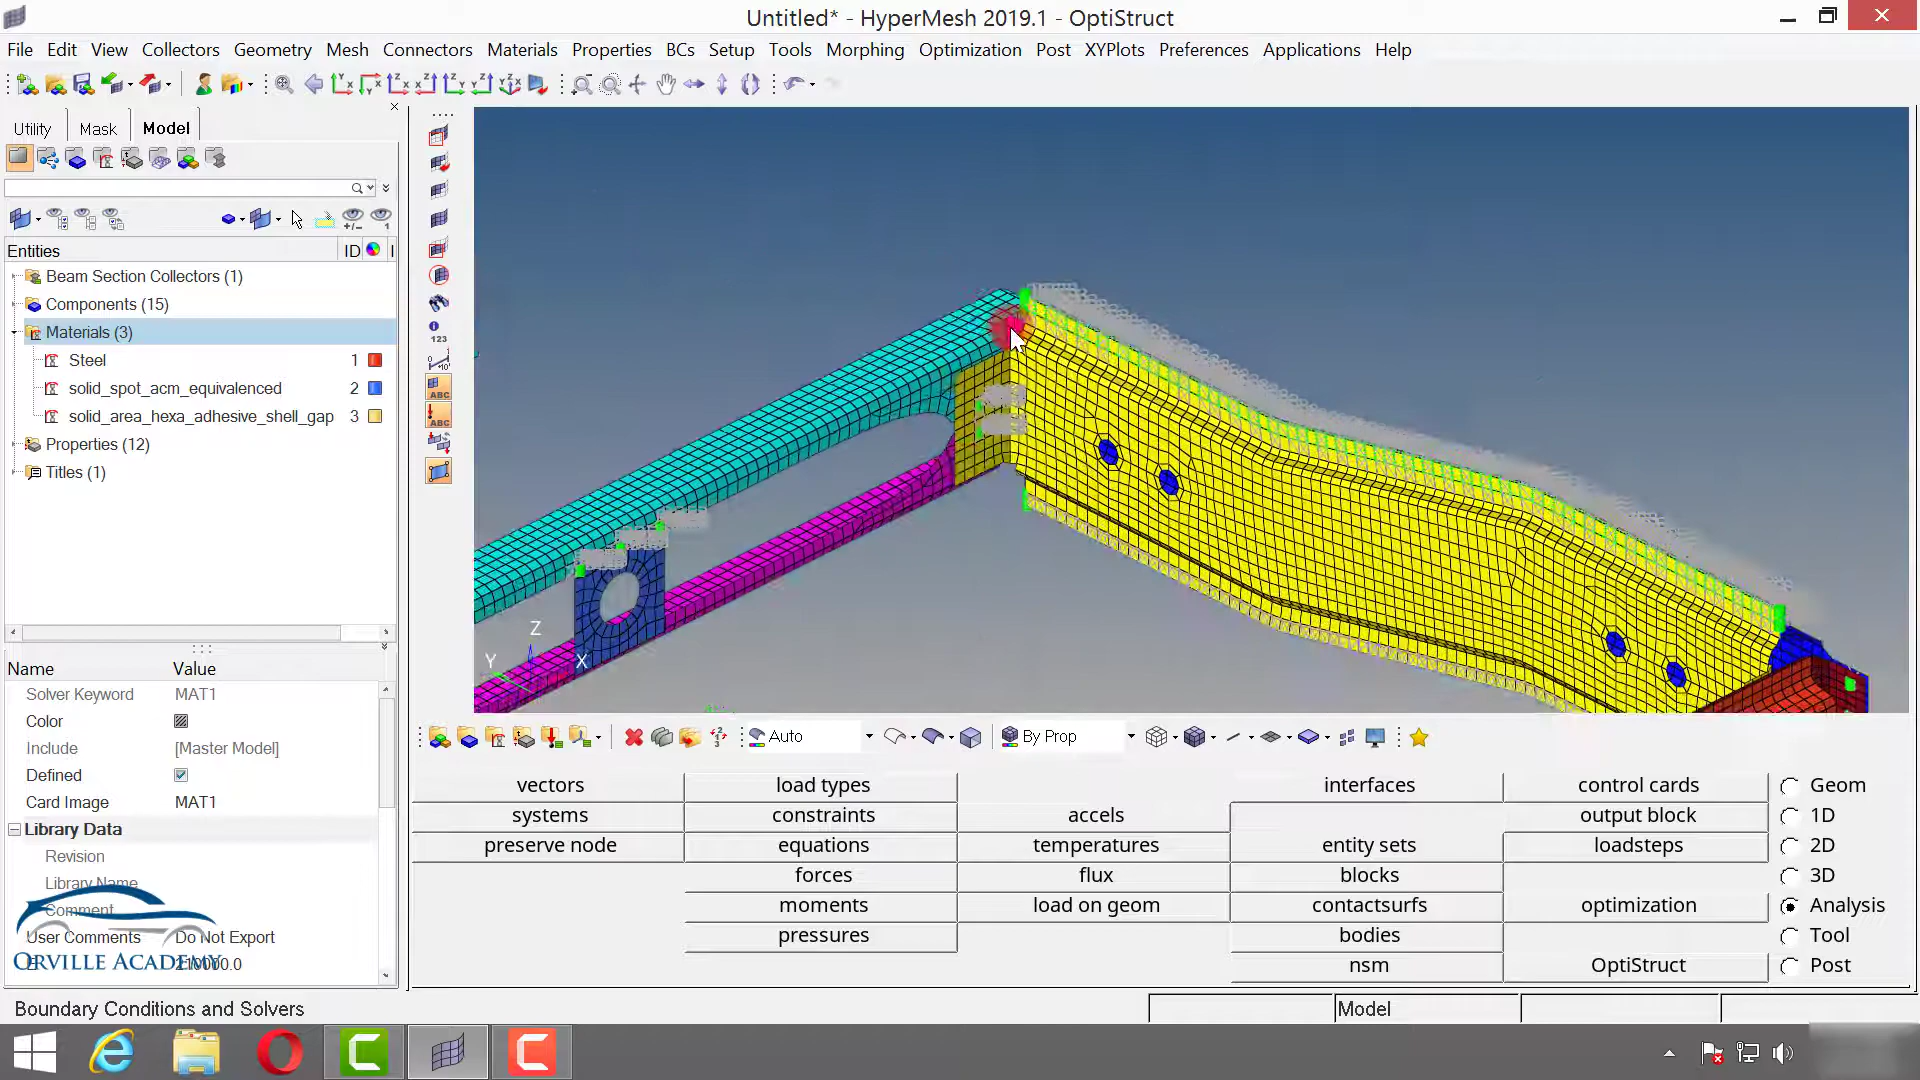 Untitled* - HyperMesh 2019.1 - OptiStruct
File Edit View Collectors Geometry Mesh Connectors Materials Properties BCs Setup Tools Morphing Optimization Post XYPlots Preferences Applications Help
Utility Mask Model
Entities ID
Beam Section Collectors (1)
Components (15)
Materials (3)
Steel 1
solid_spot_acm_equivalenced 2
solid_area_hexa_adhesive_shell_gap 3
Properties (12)
Titles (1)
Name Value
Solver Keyword MAT1
Color
Include [Master Model]
Defined
Card Image MAT1
Library Data
Revision
Library Name
Comment
User Comments Do Not Export
ORVILLE ACADEMY
210000.0
123
ABC
ABC
Z
Y
X
Auto By Prop
vectors load types interfaces control cards Geom
systems constraints accels output block 1D
preserve node equations temperatures entity sets loadsteps 2D
forces flux blocks 3D
moments load on geom contactsurfs optimization Analysis
pressures bodies Tool
nsm OptiStruct Post
Boundary Conditions and Solvers Model